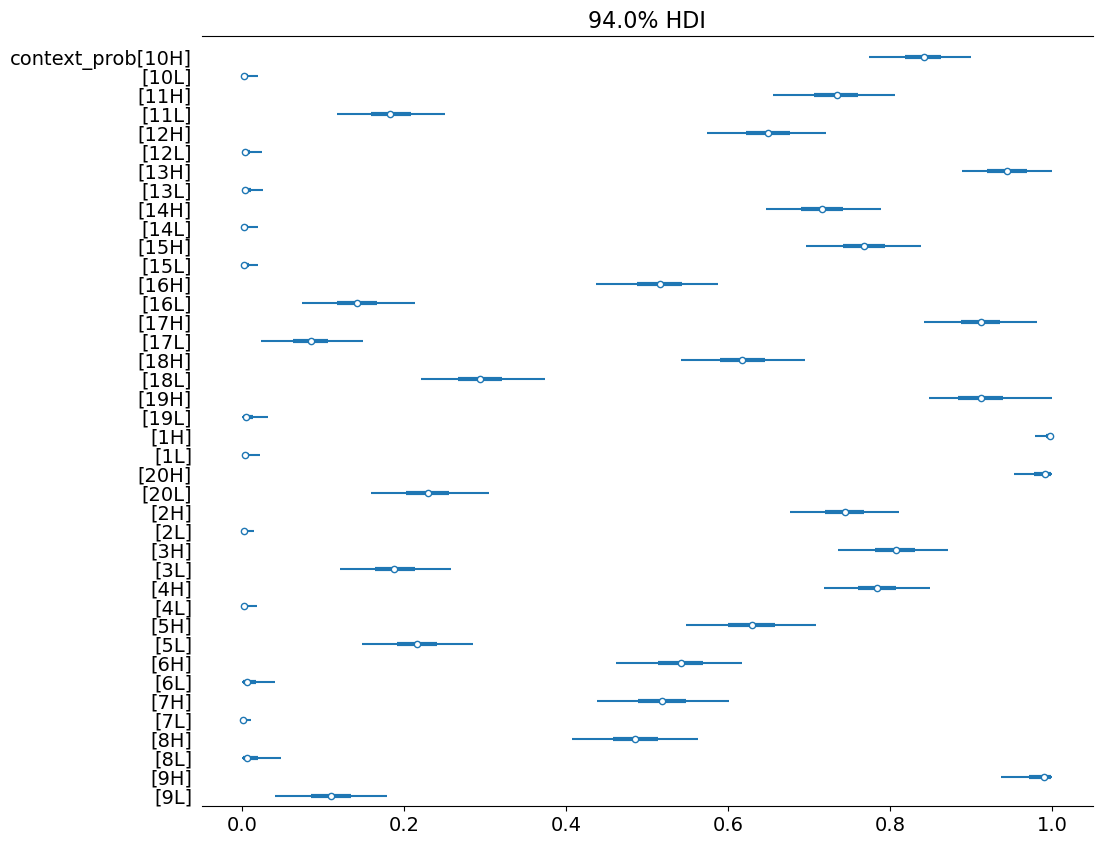 94.0% HDI
context_prob[10H]
[10L]
[11H]
[11L]
[12H]
[12L]
[13H]
[13L]
[14H]
[14L]
[15H]
[15L]
[16H]
[16L]
[17H]
[17L]
[18H]
[18L]
[19H]
[19L]
[1H]
[1L]
[20H]
[20L]
[2H]
[2L]
[3H]
[3L]
[4H]
[4L]
[5H]
[5L]
[6H]
[6L]
[7H]
[7L]
[8H]
[8L]
[9H]
[9L]
0.0 0.2 0.4 0.6 0.8 1.0